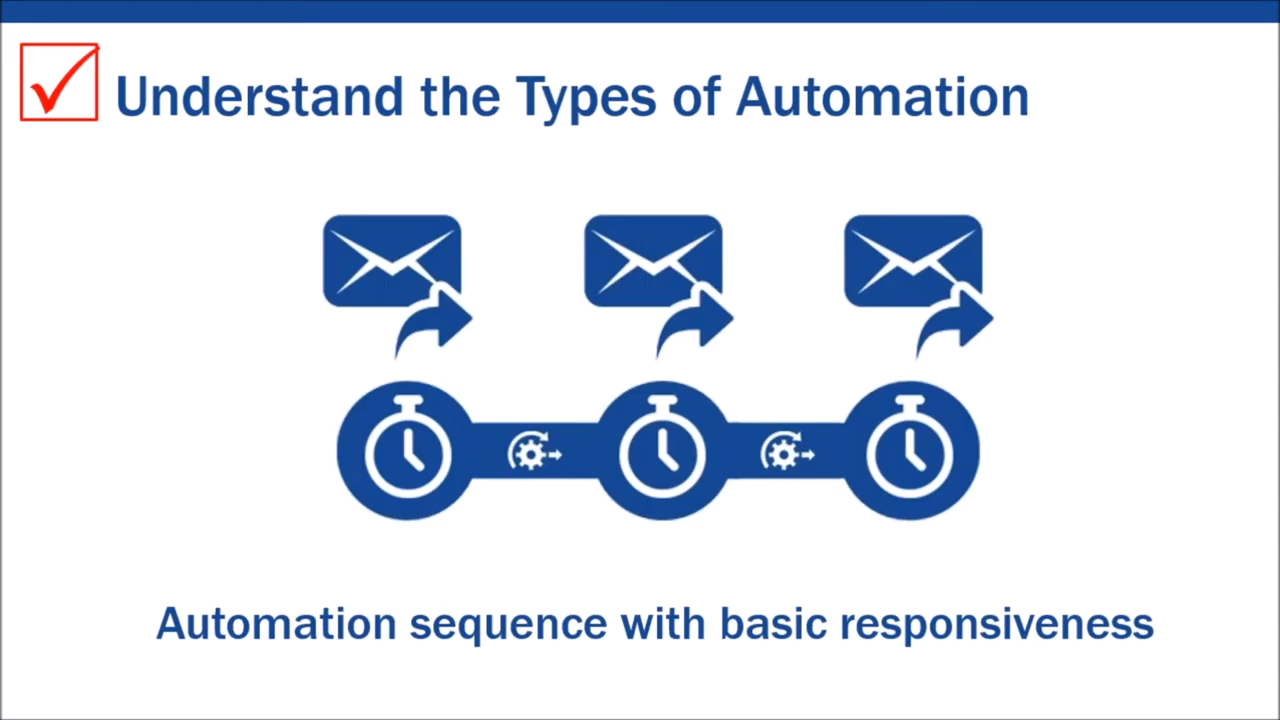 Understand the Types of Automation
Automation sequence with basic responsiveness